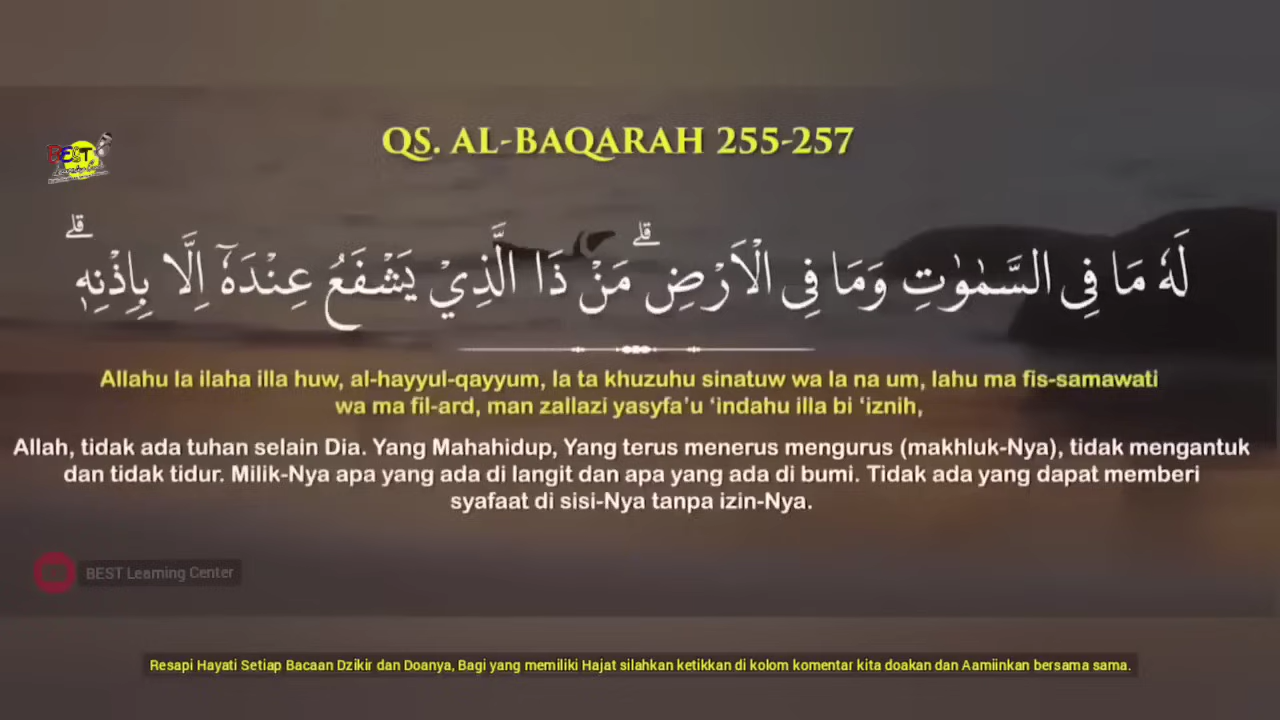 BEST
QS. AL-BAQARAH 255-257
لَهٗ مَا فِى السَّمٰوٰتِ وَمَا فِى الْاَرْضِۗ مَنْ ذَا الَّذِيْ يَشْفَعُ عِنْدَهٗٓ اِلَّا بِاِذْنِهٖۗ
Allahu la ilaha illa huw, al-hayyul-qayyum, la ta khuzuhu sinatuw wa la na um, lahu ma fis-samawati
wa ma fil-ard, man zallazi yasyfa’u ‘indahu illa bi ‘iznih,
Allah, tidak ada tuhan selain Dia. Yang Mahahidup, Yang terus menerus mengurus (makhluk-Nya), tidak mengantuk
dan tidak tidur. Milik-Nya apa yang ada di langit dan apa yang ada di bumi. Tidak ada yang dapat memberi
syafaat di sisi-Nya tanpa izin-Nya.
BEST Learning Center
Resapi Hayati Setiap Bacaan Dzikir dan Doanya, Bagi yang memiliki Hajat silahkan ketikkan di kolom komentar kita doakan dan Aamiinkan bersama sama.